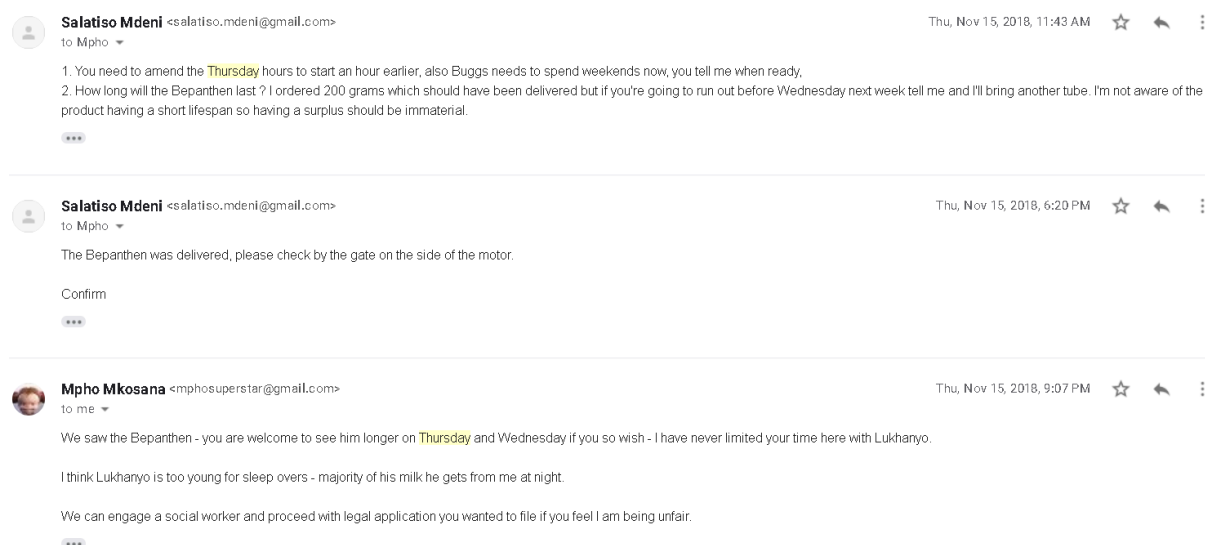 Salatiso Mdeni <salatiso.mdeni@gmail.com> Thu, Nov 15, 2018, 11:43 AM
to Mpho
1. You need to amend the Thursday hours to start an hour earlier, also Buggs needs to spend weekends now, you tell me when ready,
2. How long will the Bepanthen last ? I ordered 200 grams which should have been delivered but if you're going to run out before Wednesday next week tell me and I'll bring another tube. I'm not aware of the
product having a short lifespan so having a surplus should be immaterial.
Salatiso Mdeni <salatiso.mdeni@gmail.com> Thu, Nov 15, 2018, 6:20 PM
to Mpho
The Bepanthen was delivered, please check by the gate on the side of the motor.
Confirm
Mpho Mkosana <mphosuperstar@gmail.com> Thu, Nov 15, 2018, 9:07 PM
to me
We saw the Bepanthen - you are welcome to see him longer on Thursday and Wednesday if you so wish - I have never limited your time here with Lukhanyo.
I think Lukhanyo is too young for sleep overs - majority of his milk he gets from me at night.
We can engage a social worker and proceed with legal application you wanted to file if you feel I am being unfair.